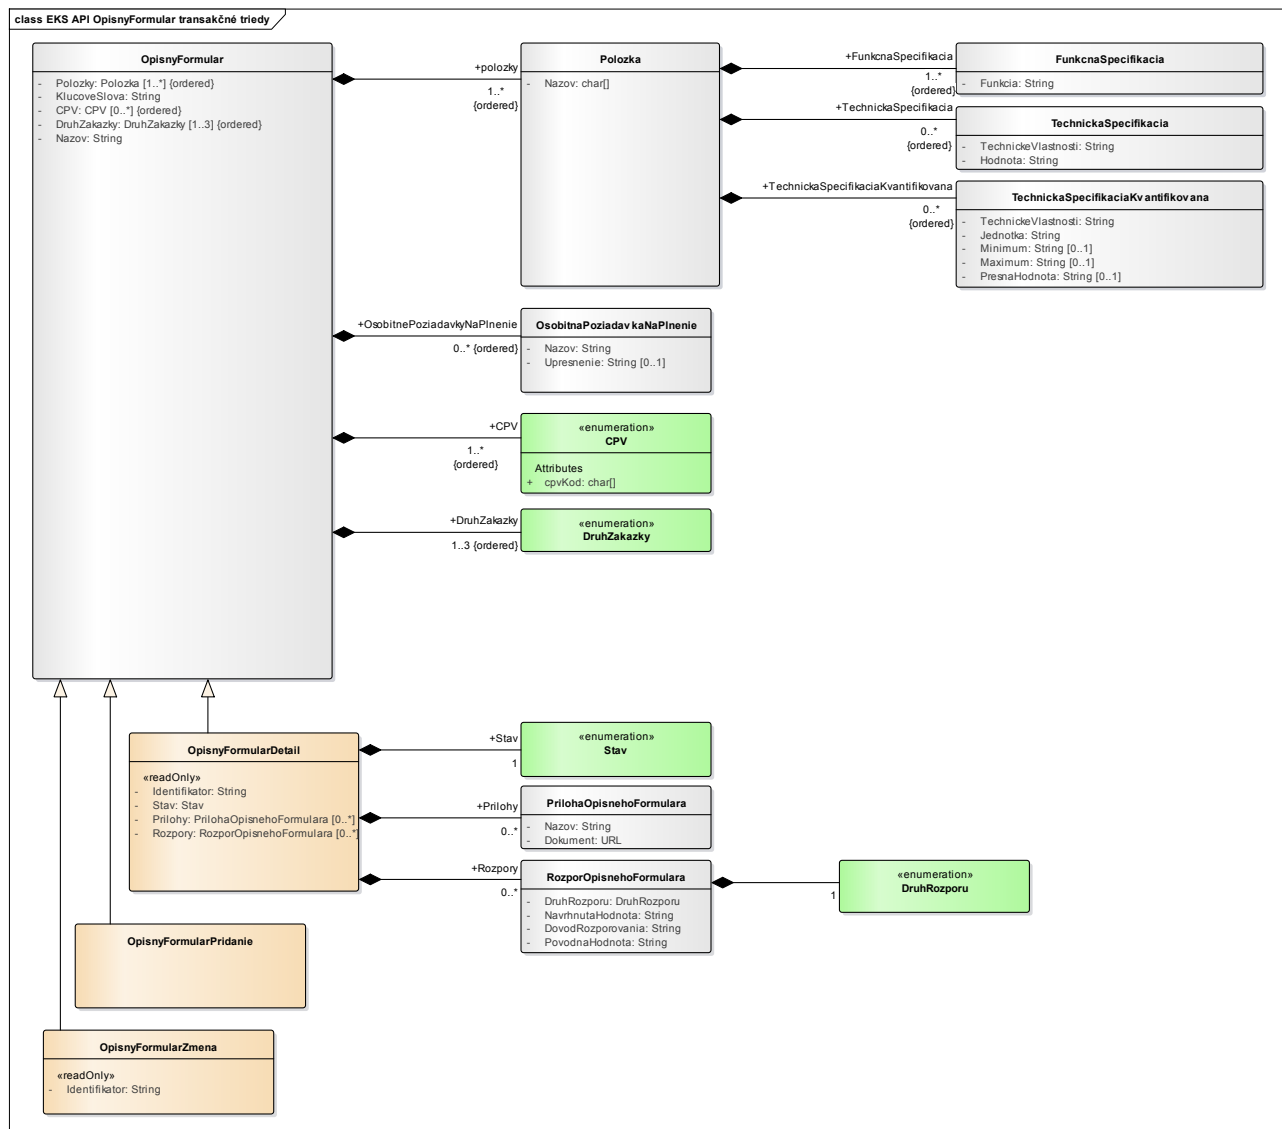 class EKS API OpisnyFormular transakčné triedy
OpisnyFormular
- Polozky: Polozka [1..*] {ordered}
- KlucoveSlova: String
- CPV: CPV [0..*] {ordered}
- DruhZakazky: DruhZakazky [1..3] {ordered}
- Nazov: String
+polozky
1..*
{ordered}
Polozka
- Nazov: char[]
+FunkcnaSpecifikacia
1..*
{ordered}
FunkcnaSpecifikacia
- Funkcia: String
+TechnickaSpecifikacia
0..*
{ordered}
TechnickaSpecifikacia
- TechnickeVlastnosti: String
- Hodnota: String
+TechnickaSpecifikaciaKvantifikovana
0..*
{ordered}
TechnickaSpecifikaciaKvantifikovana
- TechnickeVlastnosti: String
- Jednotka: String
- Minimum: String [0..1]
- Maximum: String [0..1]
- PresnaHodnota: String [0..1]
+OsobitnePoziadavkyNaPlnenie
0..* {ordered}
OsobitnaPoziadavkaNaPlnenie
- Nazov: String
- Upresnenie: String [0..1]
+CPV
1..*
{ordered}
«enumeration»
CPV
Attributes
+ cpvKod: char[]
+DruhZakazky
1..3 {ordered}
«enumeration»
DruhZakazky
OpisnyFormularDetail
«readOnly»
- Identifikator: String
- Stav: Stav
- Prilohy: PrilohaOpisnehoFormulara [0..*]
- Rozpory: RozporOpisnehoFormulara [0..*]
+Stav
1
«enumeration»
Stav
+Prilohy
0..*
PrilohaOpisnehoFormulara
- Nazov: String
- Dokument: URL
+Rozpory
0..*
RozporOpisnehoFormulara
- DruhRozporu: DruhRozporu
- NavrhnutaHodnota: String
- DovodRozporovania: String
- PovodnaHodnota: String
1
«enumeration»
DruhRozporu
OpisnyFormularPridanie
OpisnyFormularZmena
«readOnly»
- Identifikator: String